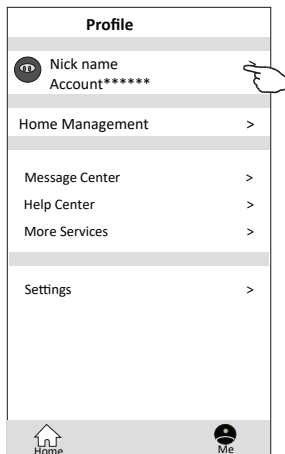 Profile
Nick name
Account******
Home Management >
Message Center >
Help Center >
More Services >
Settings >
Home Me